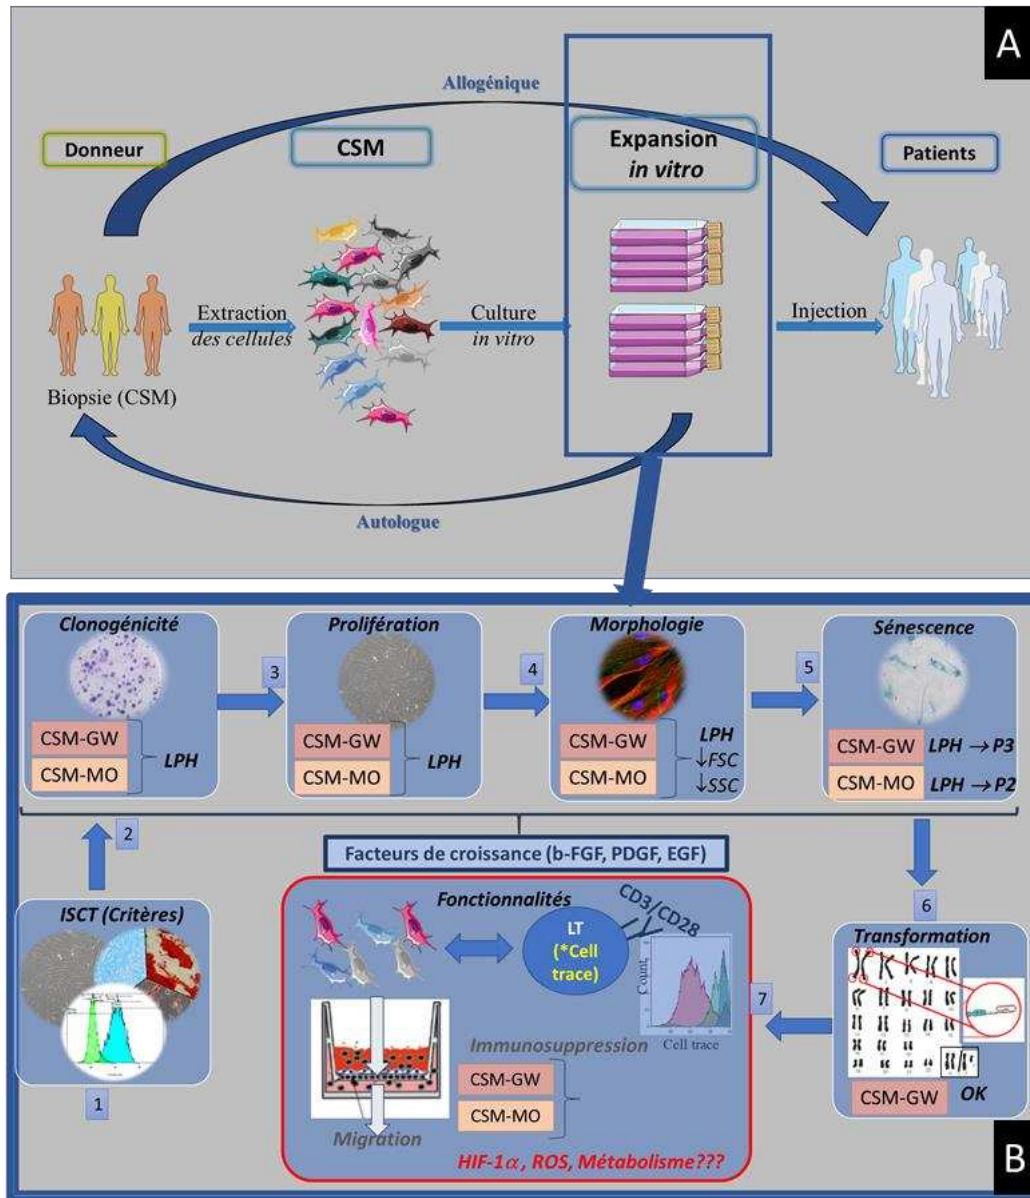 A
Allogénique
Donneur
CSM
Expansion
in vitro
Patients
Extraction
des cellules
Culture
in vitro
Injection
Biopsie (CSM)
Autologue
Clonogénicité
CSM-GW
CSM-MO
LPH
3
Prolifération
CSM-GW
CSM-MO
LPH
4
Morphologie
CSM-GW
CSM-MO
LPH
↓FSC
↓SSC
5
Sénescence
CSM-GW LPH → P3
CSM-MO LPH → P2
2
Facteurs de croissance (b-FGF, PDGF, EGF)
6
ISCT (Critères)
1
Fonctionnalités
LT
(*Cell
trace)
CD3/CD28
Count
Cell trace
7
Immunosuppression
CSM-GW
CSM-MO
Migration
HIF-1α, ROS, Métabolisme???
Transformation
CSM-GW OK
B